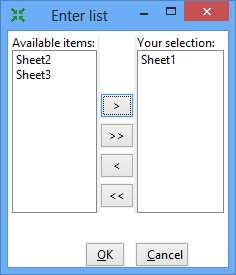 Enter list
Available items:
Your selection:
Sheet2
Sheet3
Sheet1
>
>>
<
<<
OK
Cancel